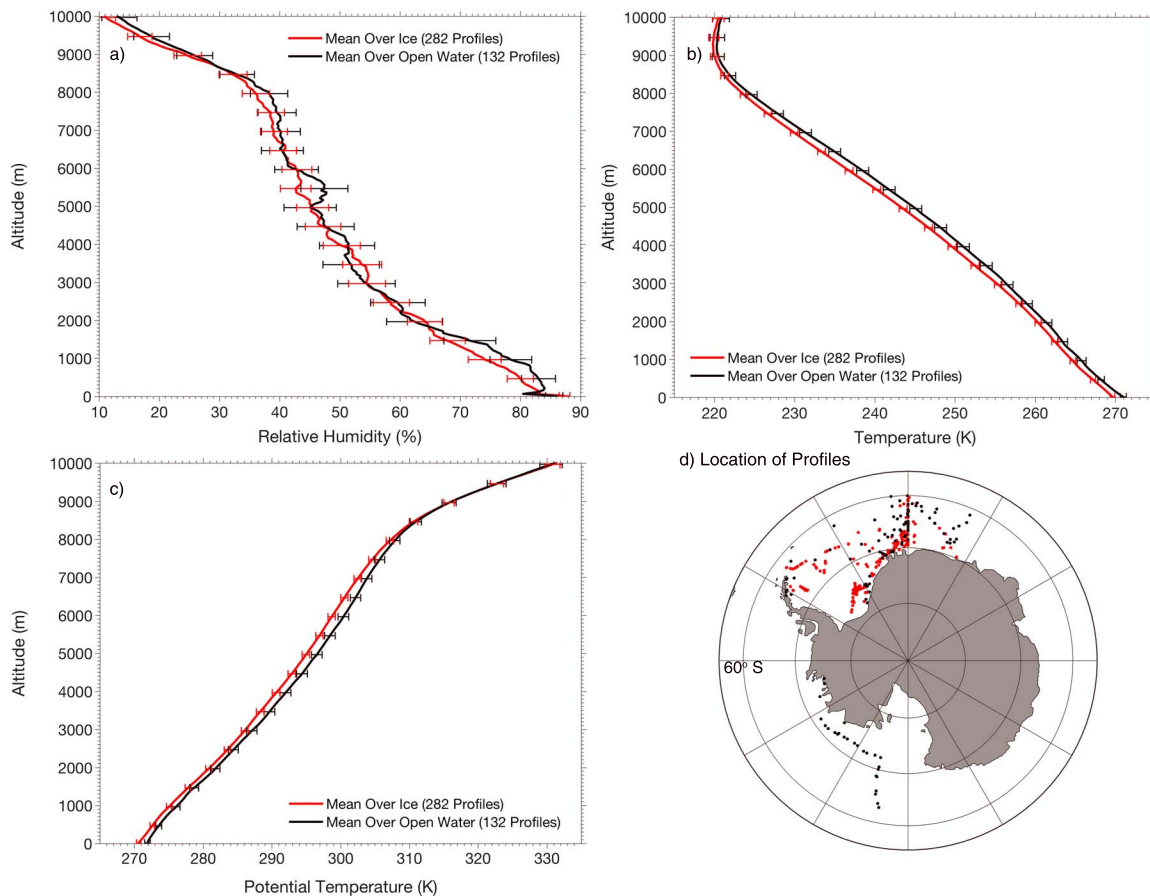 a)
Mean Over Ice (282 Profiles)
Mean Over Open Water (132 Profiles)
10000
9000
8000
7000
6000
5000
4000
3000
2000
1000
0
Altitude (m)
10 20 30 40 50 60 70 80 90
Relative Humidity (%)
b)
10000
9000
8000
7000
6000
5000
4000
3000
2000
1000
0
Altitude (m)
Mean Over Ice (282 Profiles)
Mean Over Open Water (132 Profiles)
220 230 240 250 260 270
Temperature (K)
c)
10000
9000
8000
7000
6000
5000
4000
3000
2000
1000
0
Altitude (m)
Mean Over Ice (282 Profiles)
Mean Over Open Water (132 Profiles)
270 280 290 300 310 320 330
Potential Temperature (K)
d) Location of Profiles
60° S